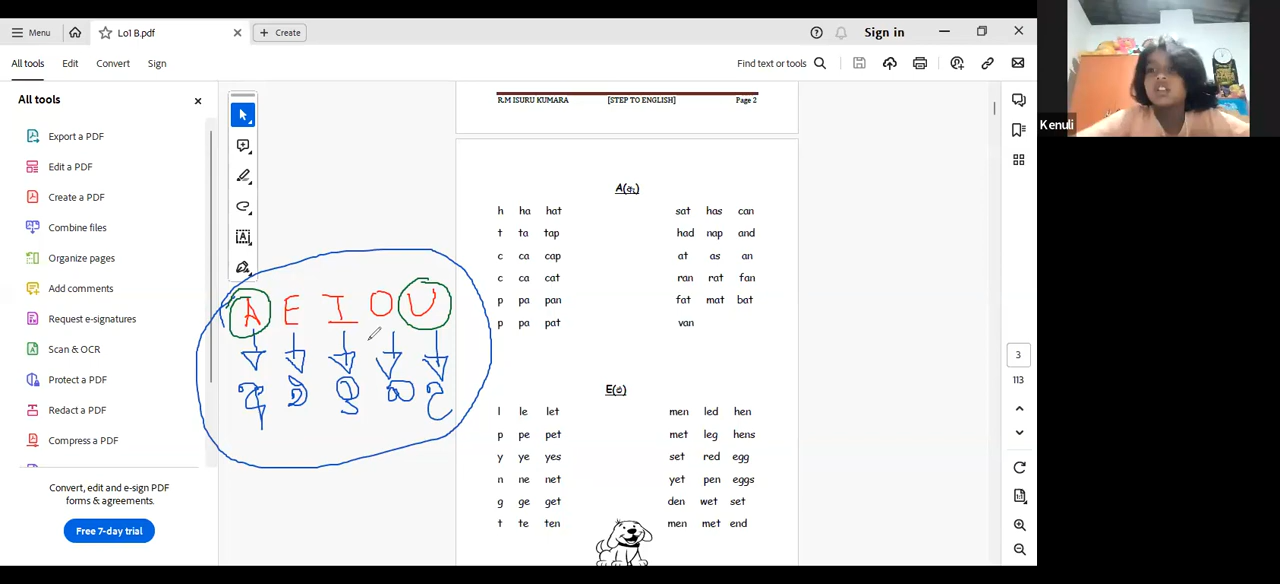 Menu
Lo1 B.pdf
Create
Sign in
All tools Edit Convert Sign
Find text or tools
All tools
Export a PDF
Edit a PDF
Create a PDF
Combine files
Organize pages
Add comments
Request e-signatures
Scan & OCR
Protect a PDF
Redact a PDF
Compress a PDF
Convert, edit and e-sign PDF
forms & agreements.
Free 7-day trial
A E I O U
ඇ එ ඉ ඔ අ
R.M ISURU KUMARA [STEP TO ENGLISH] Page 2
A(ඇ)
h ha hat sat has can
t ta tap had nap and
c ca cap at as an
c ca cat ran rat fan
p pa pan fat mat bat
p pa pat van
E(එ)
l le let men led hen
p pe pet met leg hens
y ye yes set red egg
n ne net yet pen eggs
g ge get den wet set
t te ten men met end
3
113
Kenuli